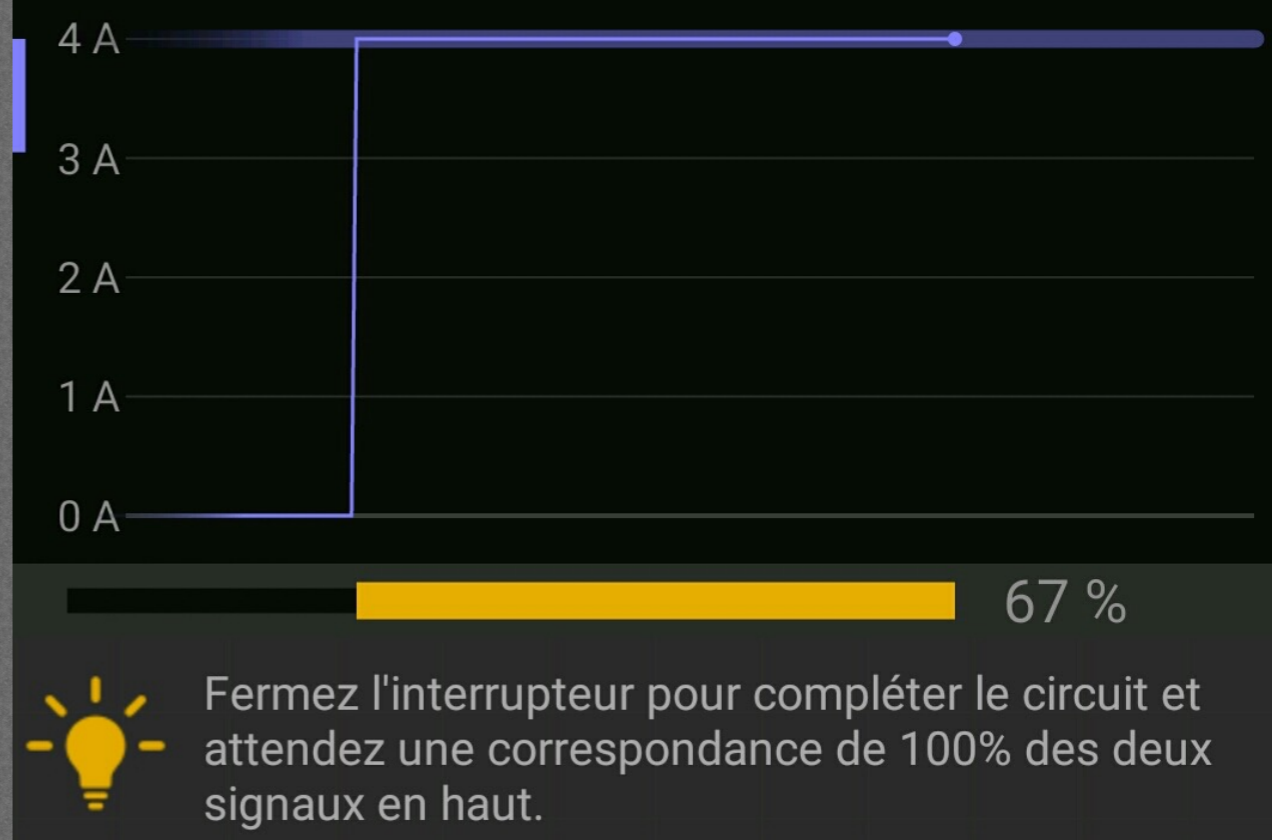 4 A
3 A
2 A
1 A
0 A
67 %
Fermez l'interrupteur pour compléter le circuit et
attendez une correspondance de 100% des deux
signaux en haut.